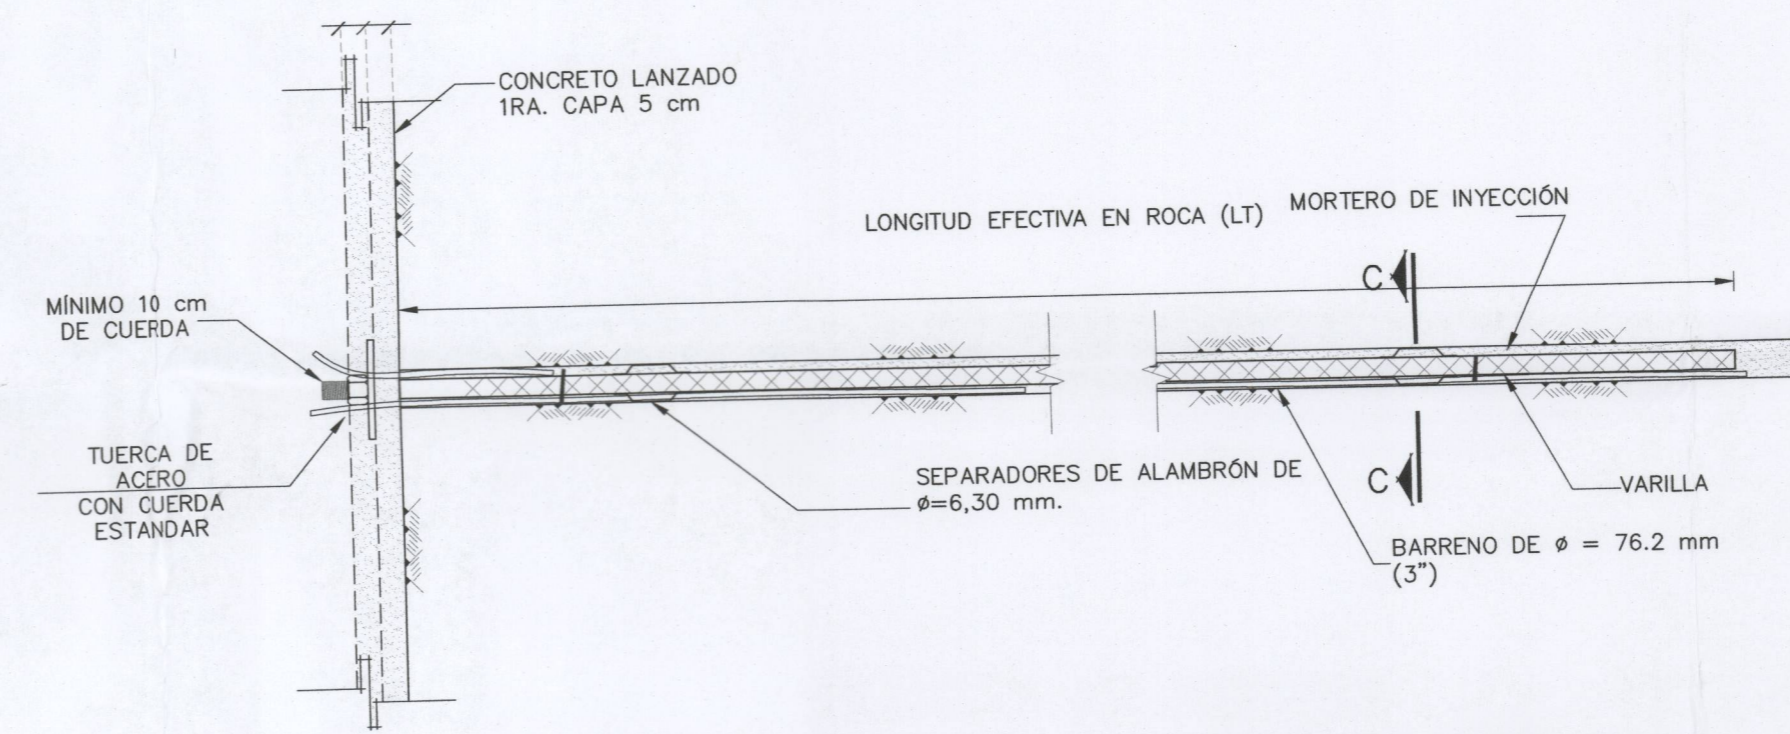 CONCRETO LANZADO
1RA. CAPA 5 cm
LONGITUD EFECTIVA EN ROCA (LT)
MORTERO DE INYECCIÓN
C
MÍNIMO 10 cm
DE CUERDA
TUERCA DE
ACERO
CON CUERDA
ESTANDAR
SEPARADORES DE ALAMBRÓN DE
ø=6,30 mm.
C
VARILLA
BARRENO DE ø = 76.2 mm
(3")